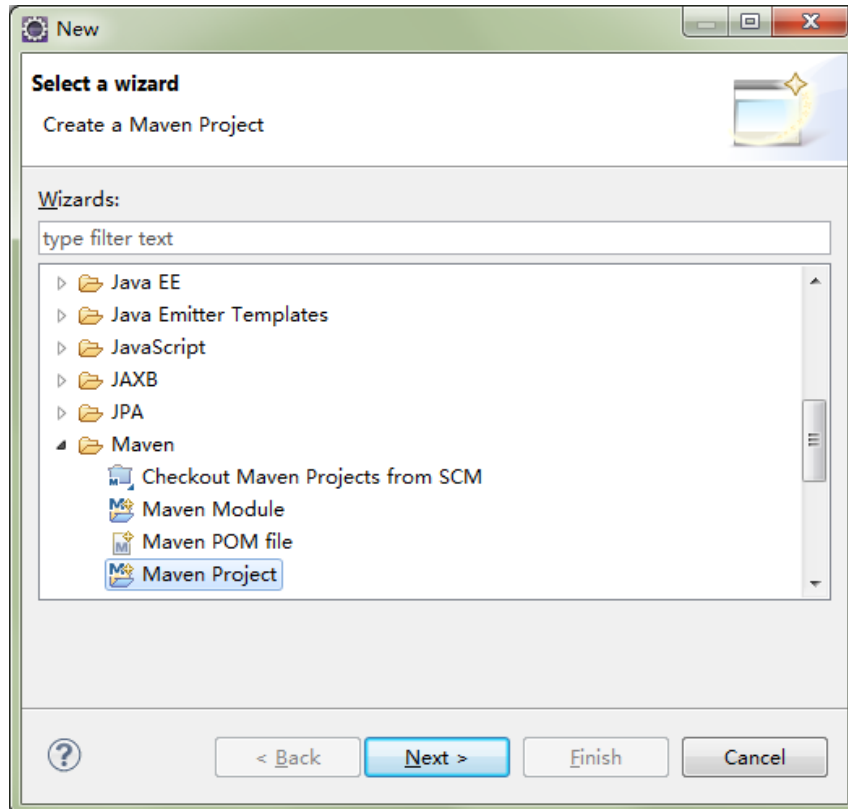 New
Select a wizard
Create a Maven Project
Wizards:
type filter text
Java EE
Java Emitter Templates
JavaScript
JAXB
JPA
Maven
Checkout Maven Projects from SCM
Maven Module
Maven POM file
Maven Project
? < Back Next > Finish Cancel